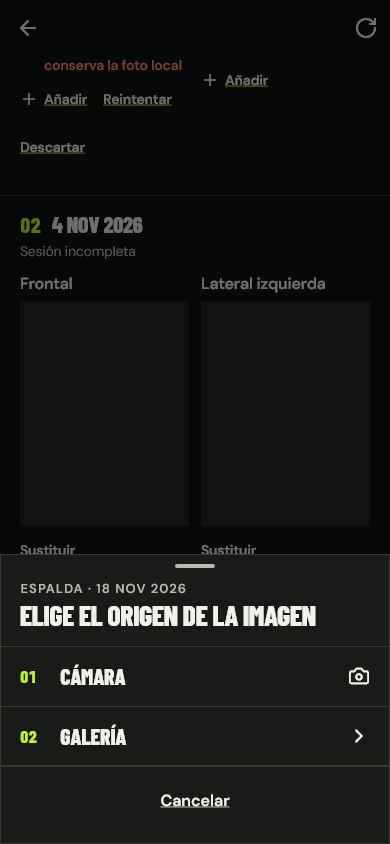 conserva la foto local
Añadir
Añadir Reintentar
Descartar
02 4 NOV 2026
Sesión incompleta
Frontal Lateral izquierda
Sustituir Sustituir
ESPALDA · 18 NOV 2026
ELIGE EL ORIGEN DE LA IMAGEN
01 CÁMARA
02 GALERÍA
Cancelar